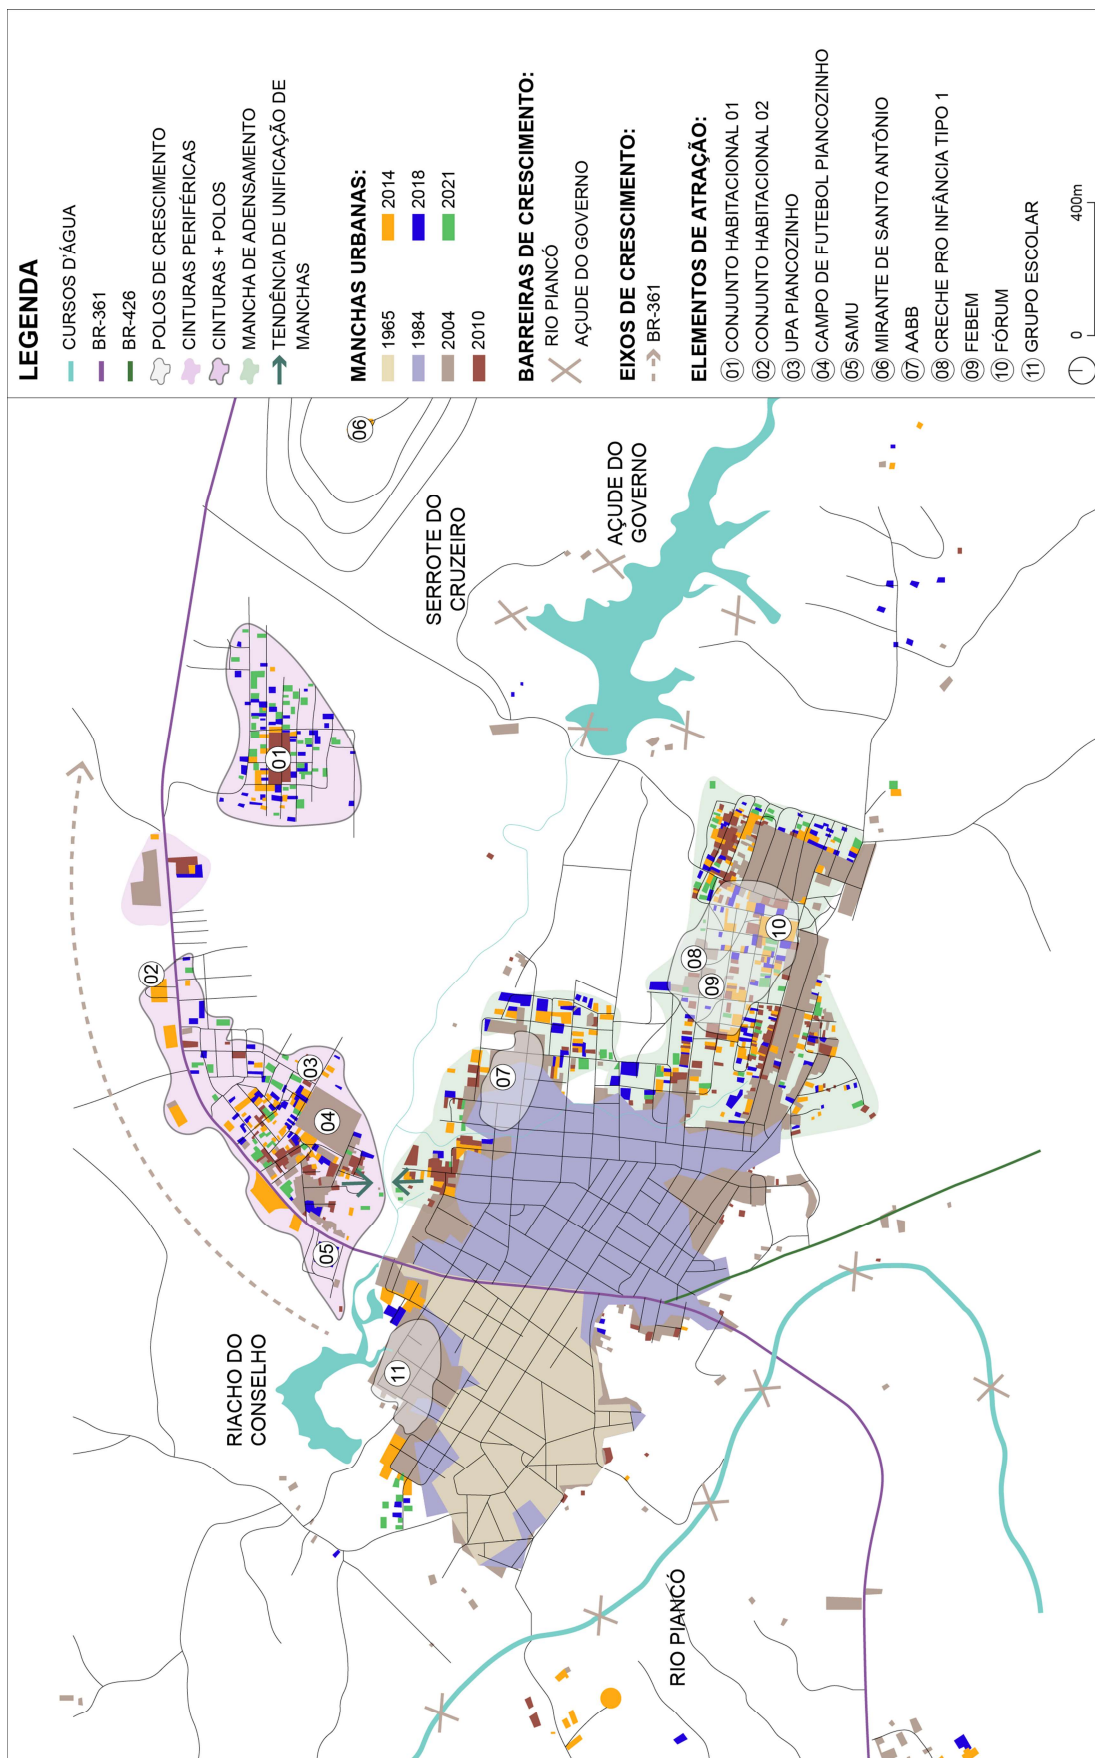 LEGENDA
CURSOS D'ÁGUA
BR-361
BR-426
POLOS DE CRESCIMENTO
CINTURAS PERIFÉRICAS
CINTURAS + POLOS
MANCHA DE ADENSAMENTO
TENDÊNCIA DE UNIFICAÇÃO DE
MANCHAS
MANCHAS URBANAS:
1965
1984
2004
2010
2014
2018
2021
BARREIRAS DE CRESCIMENTO:
RIO PIANCÓ
AÇUDE DO GOVERNO
EIXOS DE CRESCIMENTO:
BR-361
ELEMENTOS DE ATRAÇÃO:
01 CONJUNTO HABITACIONAL 01
02 CONJUNTO HABITACIONAL 02
03 UPA PIANCOZINHO
04 CAMPO DE FUTEBOL PIANCOZINHO
05 SAMU
06 MIRANTE DE SANTO ANTÔNIO
07 AABB
08 CRECHE PRO INFÂNCIA TIPO 1
09 FEBEM
10 FÓRUM
11 GRUPO ESCOLAR
0
400m
RIACHO DO
CONSELHO
SERROTE DO
CRUZEIRO
AÇUDE DO
GOVERNO
RIO PIANCÓ
01
02
03
04
05
06
07
08
09
10
11